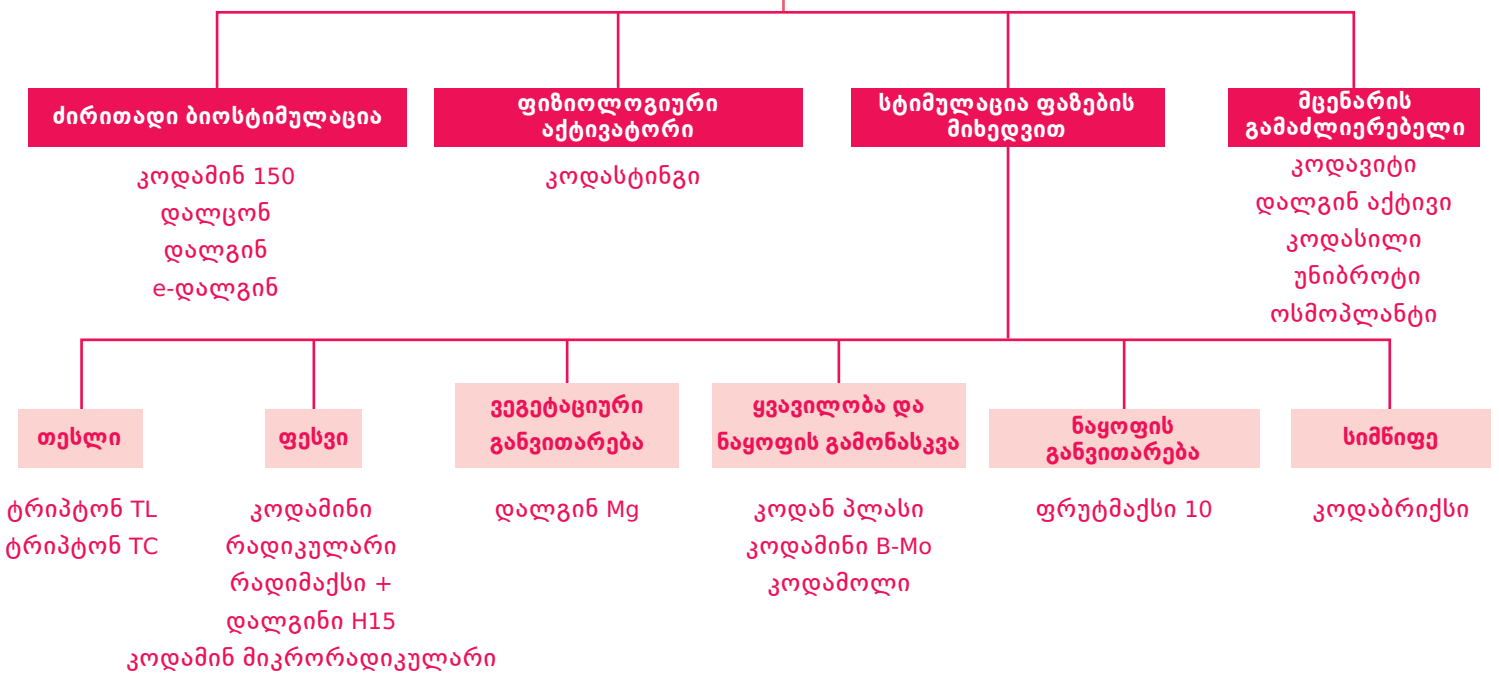 ძირითადი ბიოსტიმულაცია
კოდამინ 150
დალცონ
დალგინ
e-დალგინ
ფიზიოლოგიური
აქტივატორი
კოდასტინგი
სტიმულაცია ფაზების
მიხედვით
მცენარის
გამაძლიერებელი
კოდავიტი
დალგინ აქტივი
კოდასილი
უნიბროტი
ოსმოპლანტი
თესლი
ტრიპტონ TL
ტრიპტონ TC
ფესვი
კოდამინი
რადიკულარი
რადიმაქსი +
დალგინი H15
კოდამინ მიკრორადიკულარი
ვეგეტაციური
განვითარება
დალგინ Mg
ყვავილობა და
ნაყოფის გამონასკვა
კოდან პლასი
კოდამინი B-Mo
კოდამოლი
ნაყოფის
განვითარება
ფრუტმაქსი 10
სიმწიფე
კოდაბრიქსი